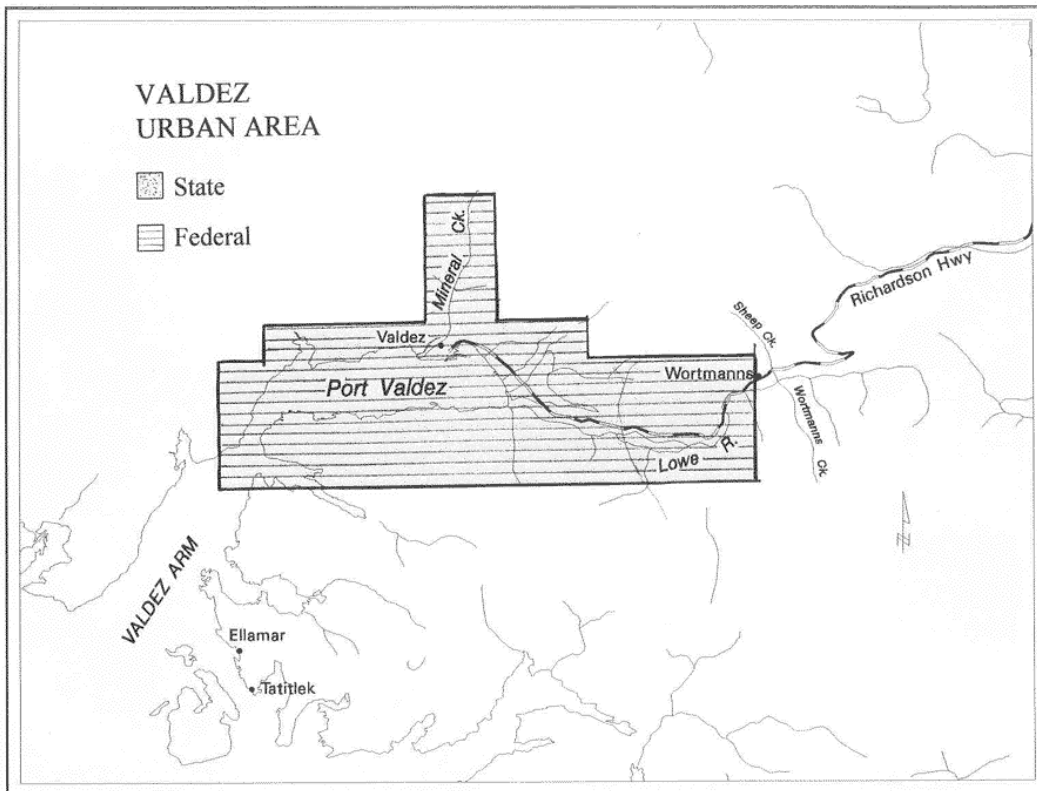 VALDEZ
URBAN AREA
State
Federal
Mineral Ck.
Valdez
Port Valdez
Richardson Hwy
Sheep Ck.
Wortmanns
Wortmanns Ck.
Lowe R.
N
VALDEZ ARM
Ellamar
Tatitlek